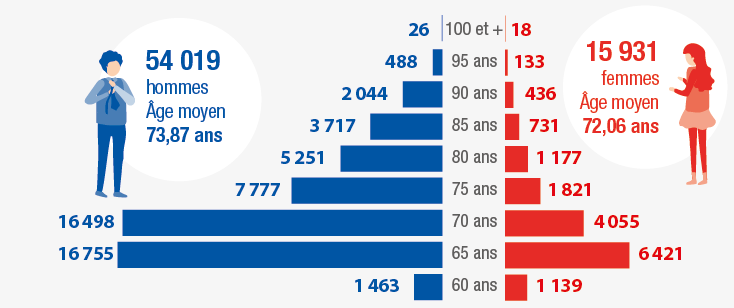 54 019
hommes
Âge moyen
73,87 ans
15 931
femmes
Âge moyen
72,06 ans
26 100 et + 18
488 95 ans 133
2 044 90 ans 436
3 717 85 ans 731
5 251 80 ans 1 177
7 777 75 ans 1 821
16 498 70 ans 4 055
16 755 65 ans 6 421
1 463 60 ans 1 139